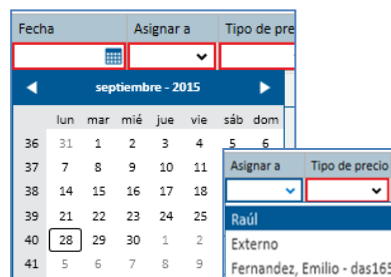 Fecha Asignar a Tipo de pre
septiembre - 2015
lun mar mié jue vie sáb dom
36 31 1 2 3 4 5 6
37 7 8 9 10 11
38 14 15 16 17 18
39 21 22 23 24 25
40 28 29 30 1 2
41 5 6 7 8 9
Asignar a Tipo de precio
Raúl
Externo
Fernandez, Emilio - das165